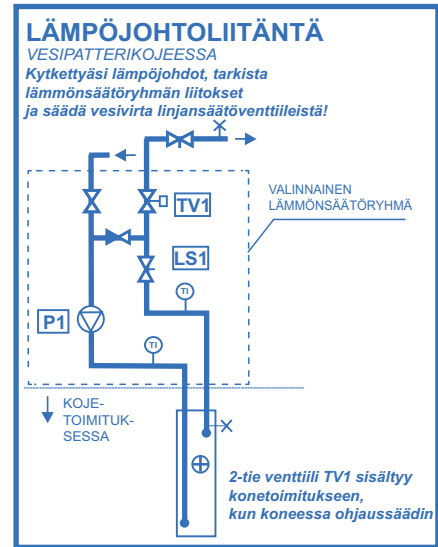 LÄMPÖJOHTOLIITÄNTÄ
VESIPATTERIKOJEESSA
Kytkettyäsi lämpöjohdot, tarkista
lämmönsäätöryhmän liitokset
ja säädä vesivirta linjansäätöventtiileistä!
TV1
VALINNAINEN
LÄMMÖNSÄÄTÖRYHMÄ
LS1
TI
P1
TI
KOJE-
TOIMITUK-
SESSA
2-tie venttiili TV1 sisältyy
konetoimitukseen,
kun koneessa ohjaussäädin